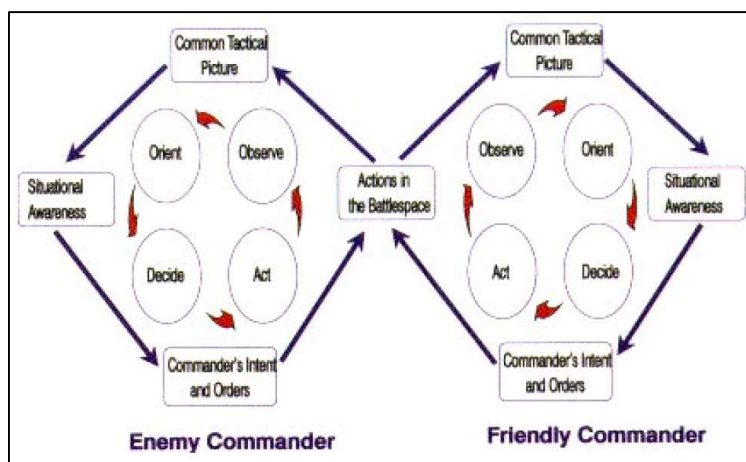 Common Tactical
Picture
Orient
Observe
Situational
Awareness
Decide
Act
Commander's Intent
and Orders
Enemy Commander
Actions in
the Battlespace
Common Tactical
Picture
Observe
Orient
Situational
Awareness
Act
Decide
Commander's Intent
and Orders
Friendly Commander